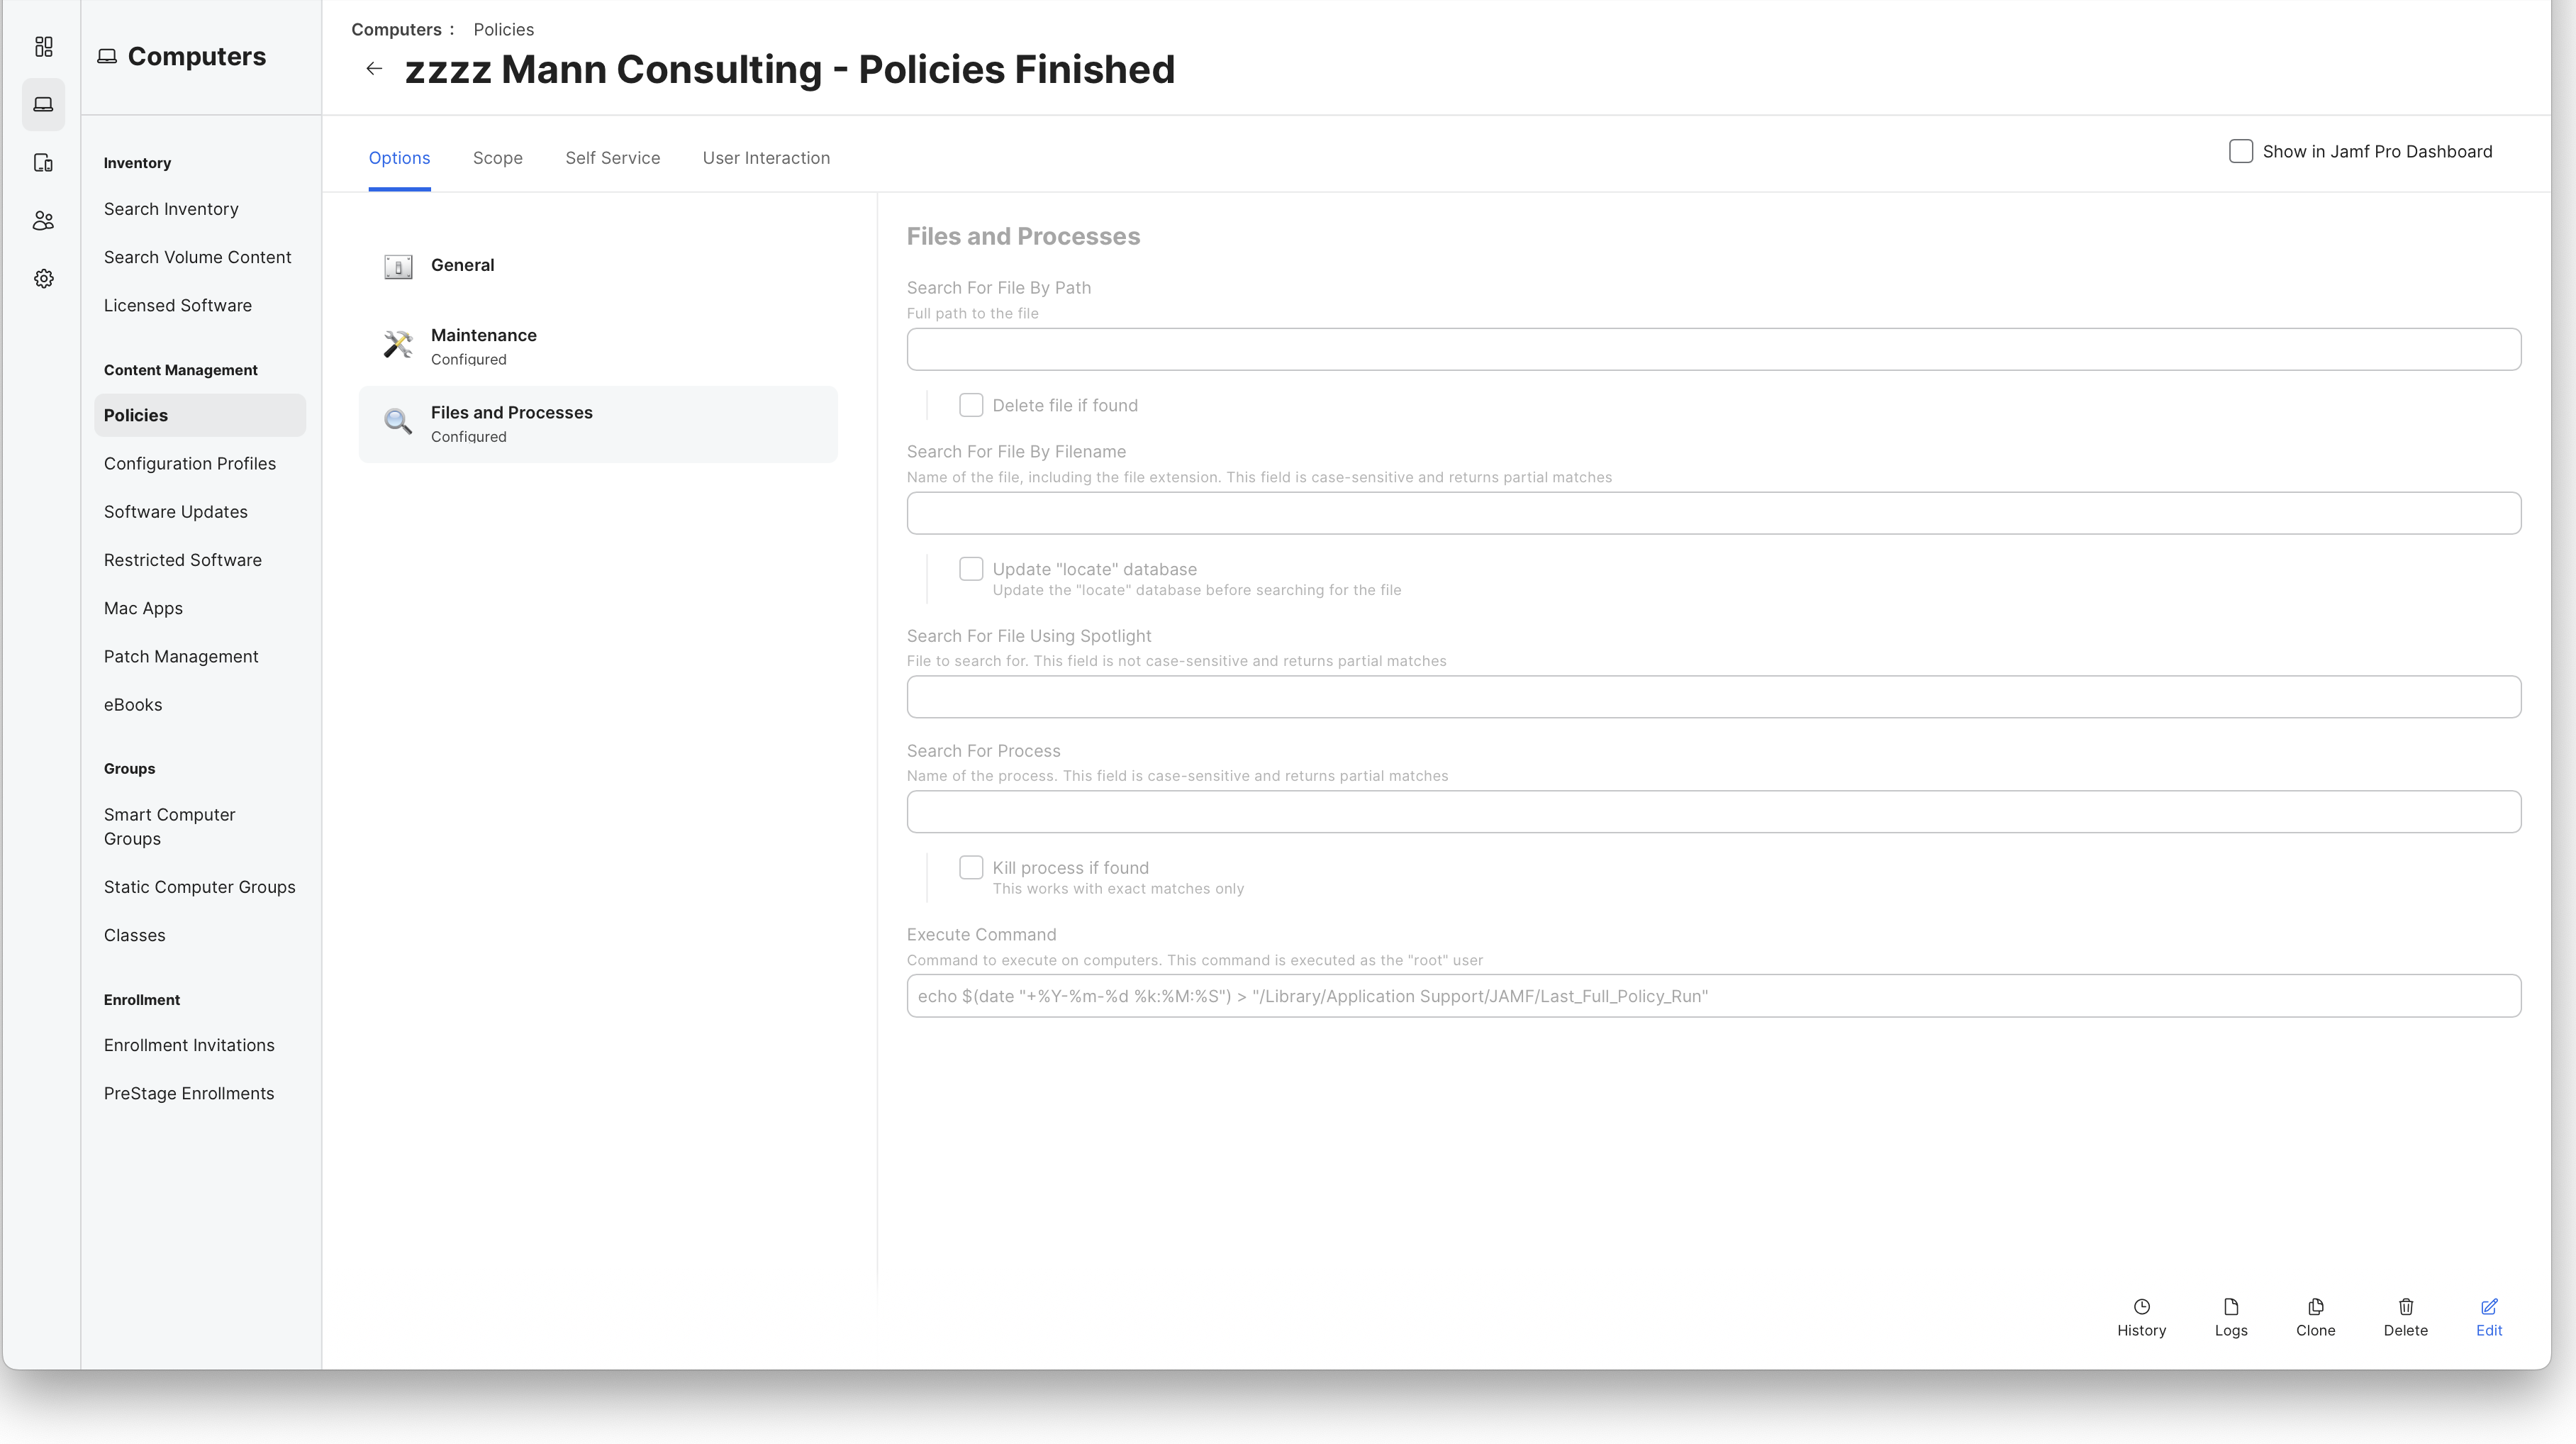 Computers
Inventory
Search Inventory
Search Volume Content
Licensed Software
Content Management
Policies
Configuration Profiles
Software Updates
Restricted Software
Mac Apps
Patch Management
eBooks
Groups
Smart Computer
Groups
Static Computer Groups
Classes
Enrollment
Enrollment Invitations
PreStage Enrollments
Computers : Policies
← zzzz Mann Consulting - Policies Finished
Options Scope Self Service User Interaction
Show in Jamf Pro Dashboard
General
Maintenance
Configured
Files and Processes
Configured
Files and Processes
Search For File By Path
Full path to the file
Delete file if found
Search For File By Filename
Name of the file, including the file extension. This field is case-sensitive and returns partial matches
Update "locate" database
Update the "locate" database before searching for the file
Search For File Using Spotlight
File to search for. This field is not case-sensitive and returns partial matches
Search For Process
Name of the process. This field is case-sensitive and returns partial matches
Kill process if found
This works with exact matches only
Execute Command
Command to execute on computers. This command is executed as the "root" user
echo $(date "+%Y-%m-%d %k:%M:%S") > "/Library/Application Support/JAMF/Last_Full_Policy_Run"
History Logs Clone Delete Edit